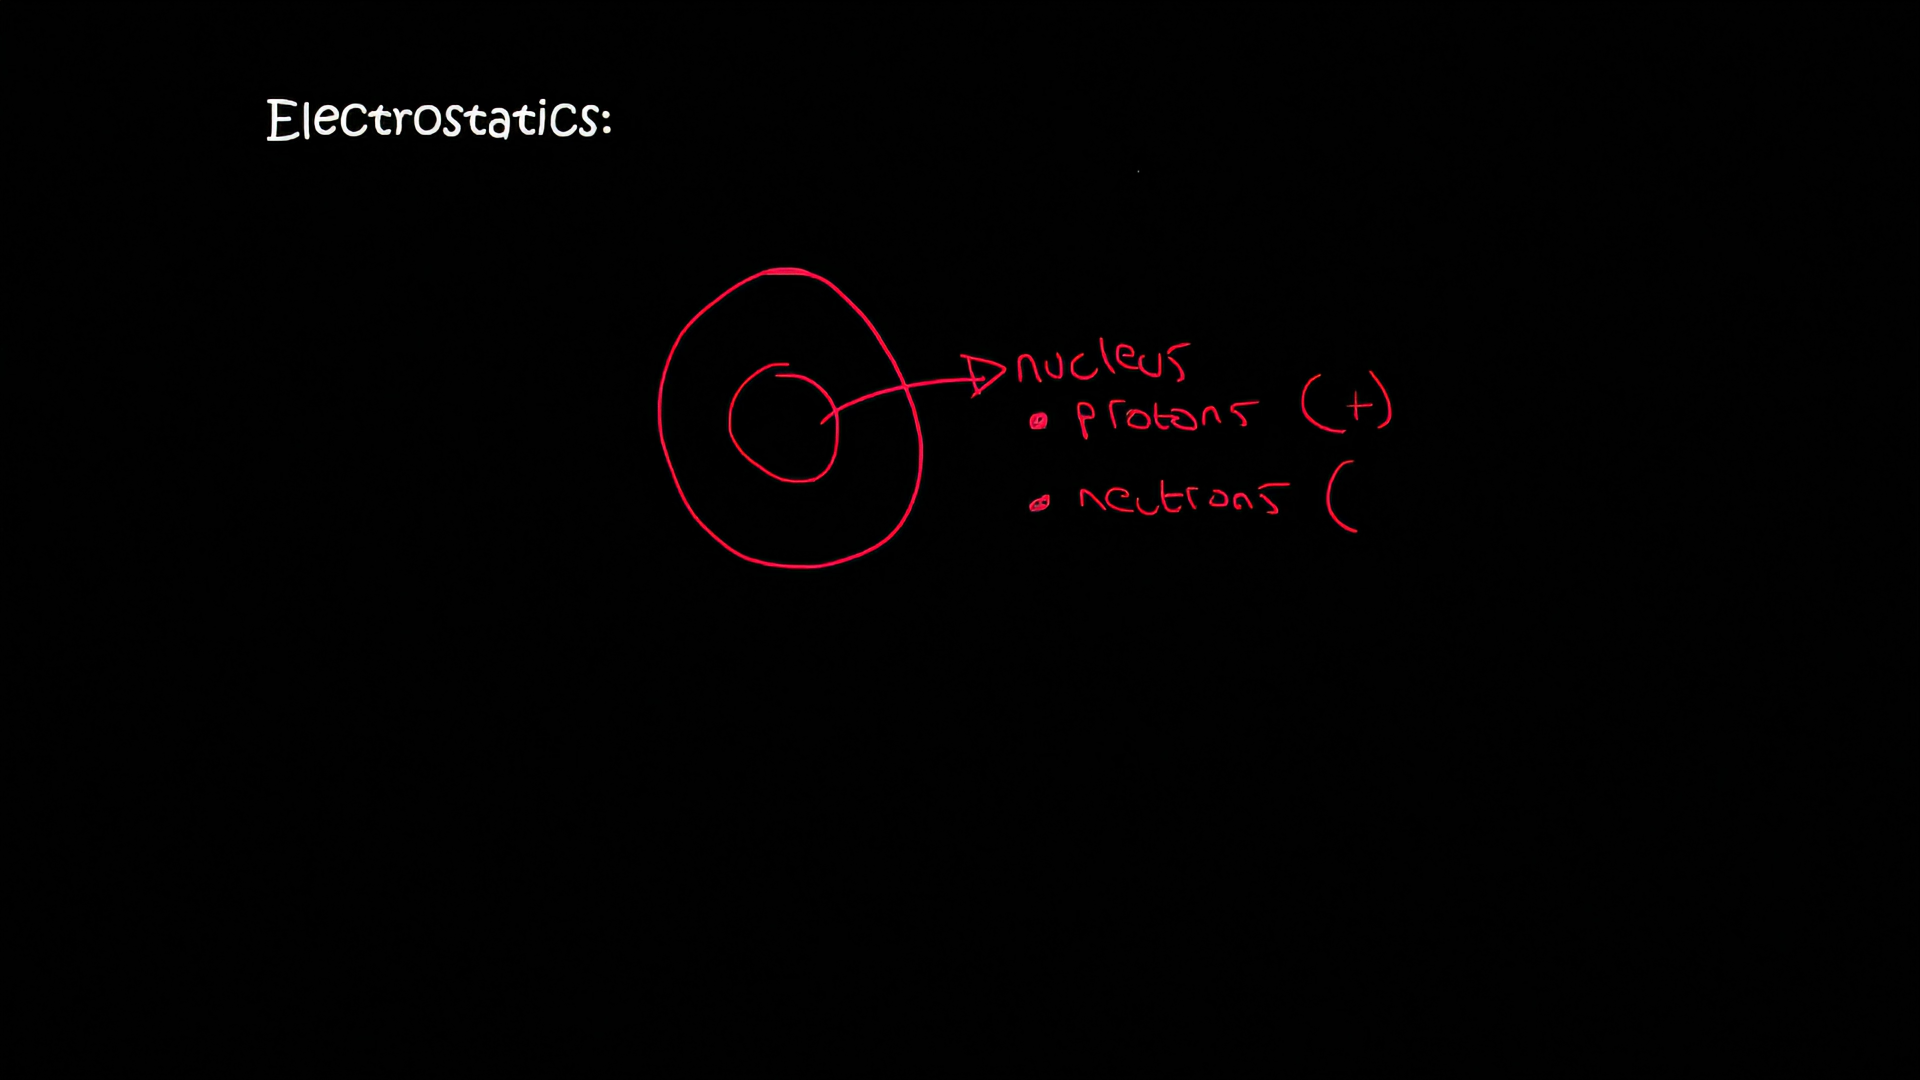 Electrostatics:
nucleus
• protons (+)
• neutrons (